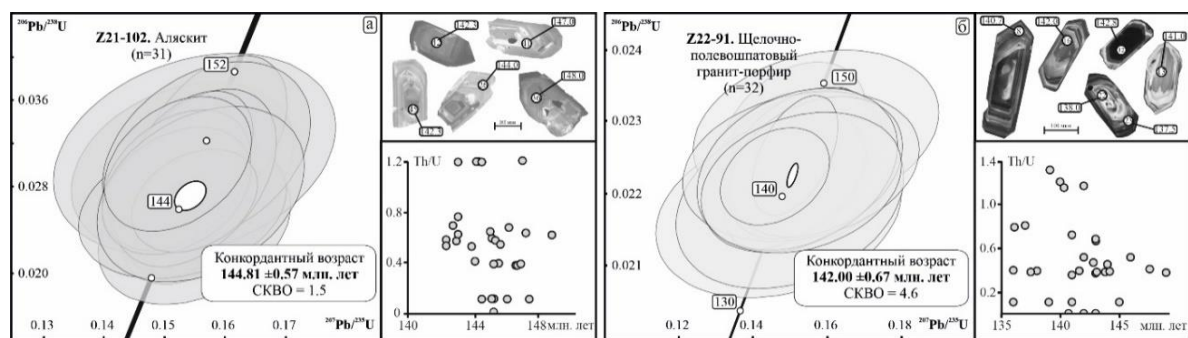 ²⁰⁶Pb/²³⁸U
а
Z21-102. Аляскит
(n=31)
152
0.036
0.028
144
0.020
Конкордантный возраст
144.81 ±0.57 млн. лет
СКВО = 1.5
²⁰⁷Pb/²³⁵U
0.13
0.14
0.15
0.16
0.17
142.3
147.0
144.0
148.0
142.3
Th/U
1.2
0.8
0.4
0
140
144
148
млн. лет
²⁰⁶Pb/²³⁸U
б
Z22-91. Щелочно-
полевошпатовый
гранит-порфир
(n=32)
150
0.024
0.023
0.022
0.021
140
130
Конкордантный возраст
142.00 ±0.67 млн. лет
СКВО = 4.6
²⁰⁷Pb/²³⁵U
0.12
0.14
0.16
0.18
140.7
142.0
142.8
141.0
138.0
137.5
Th/U
1.4
1.0
0.6
0.2
135
140
145
млн. лет